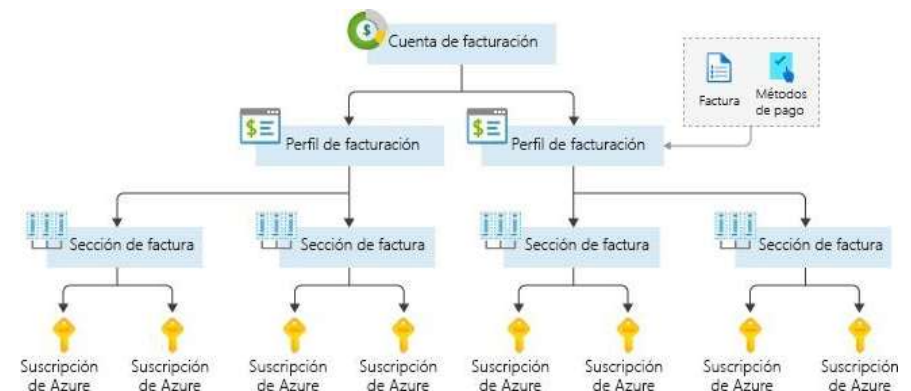 Cuenta de facturación
Factura
Métodos
de pago
Perfil de facturación
Perfil de facturación
Sección de factura
Sección de factura
Sección de factura
Sección de factura
Suscripción
de Azure
Suscripción
de Azure
Suscripción
de Azure
Suscripción
de Azure
Suscripción
de Azure
Suscripción
de Azure
Suscripción
de Azure
Suscripción
de Azure